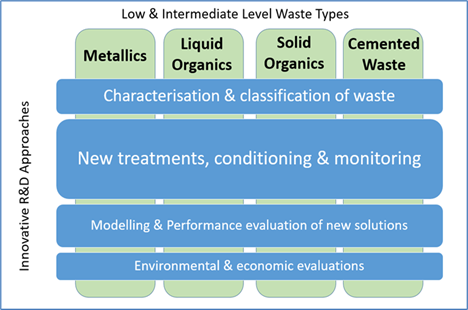 Low & Intermediate Level Waste Types
Metallics
Liquid
Organics
Solid
Organics
Cemented
Waste
Innovative R&D Approaches
Characterisation & classification of waste
New treatments, conditioning & monitoring
Modelling & Performance evaluation of new solutions
Environmental & economic evaluations